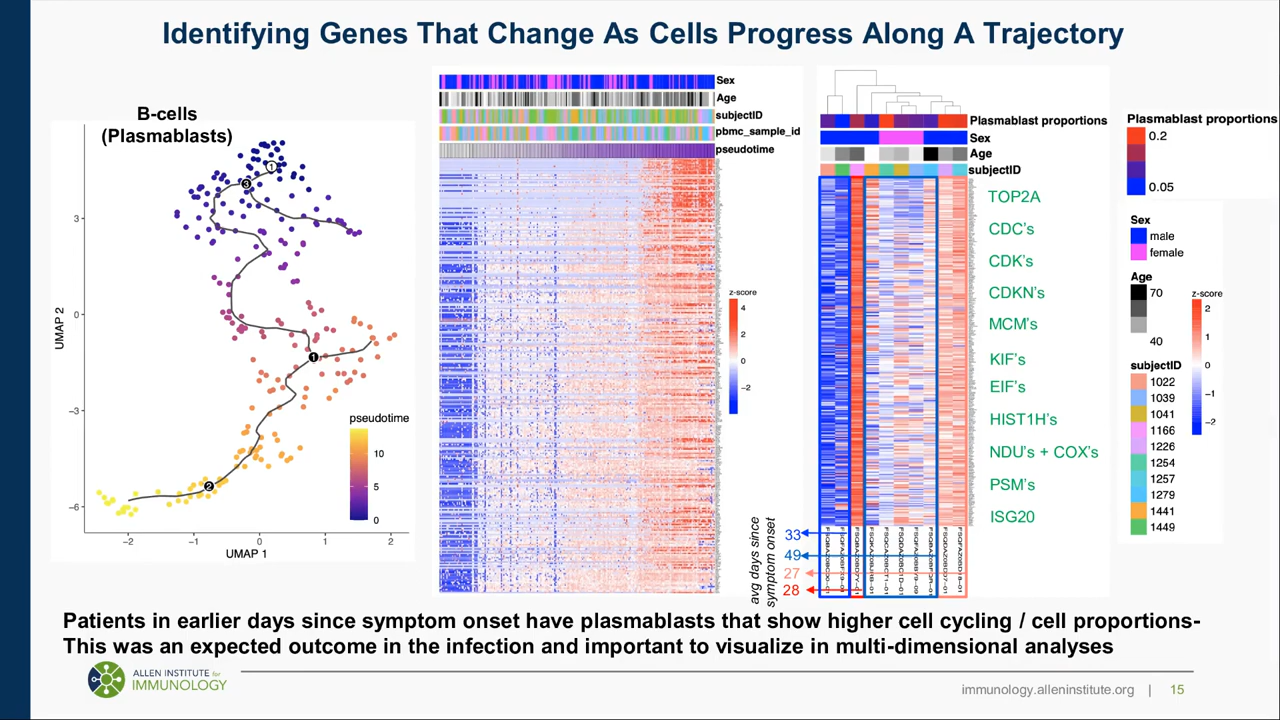 Identifying Genes That Change As Cells Progress Along A Trajectory
B-cells
(Plasmablasts)
UMAP 2
3
0
−3
−6
−2
−1
0
1
2
UMAP 1
1
3
1
2
pseudotime
10
5
0
Sex
Age
subjectID
pbmc_sample_id
pseudotime
z-score
4
2
0
−2
Plasmablast proportions
Sex
Age
subjectID
TOP2A
CDC's
CDK's
CDKN's
MCM's
KIF's
EIF's
HIST1H's
NDU's + COX's
PSM's
ISG20
avg days since
symptom onset
33
49
27
28
Plasmablast proportions
0.2
0.05
Sex
male
female
Age
70
40
subjectID
1022
1039
1041
1166
1226
1254
1257
1441
z-score
2
1
0
−1
−2
Patients in earlier days since symptom onset have plasmablasts that show higher cell cycling / cell proportions-
This was an expected outcome in the infection and important to visualize in multi-dimensional analyses
ALLEN INSTITUTE for
IMMUNOLOGY
immunology.alleninstitute.org | 15